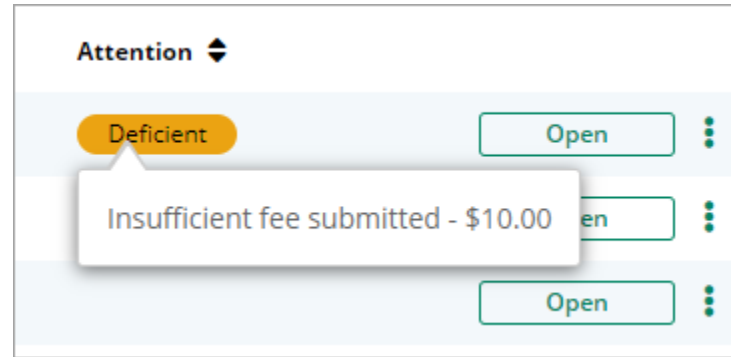 Attention
Deficient
Open
Insufficient fee submitted - $10.00
en
Open